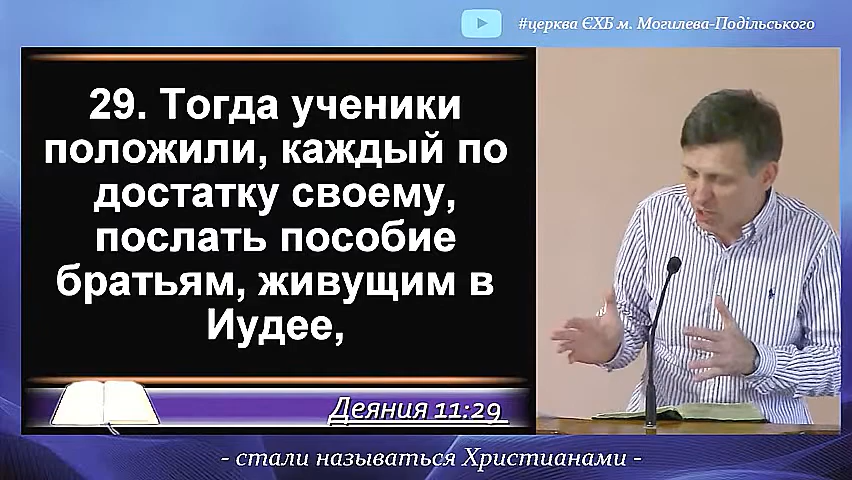 #церква ЄХБ м. Могилева-Подільського
29. Тогда ученики
положили, каждый по
достатку своему,
послать пособие
братьям, живущим в
Иудее,
Деяния 11:29
- стали называться Христианами -